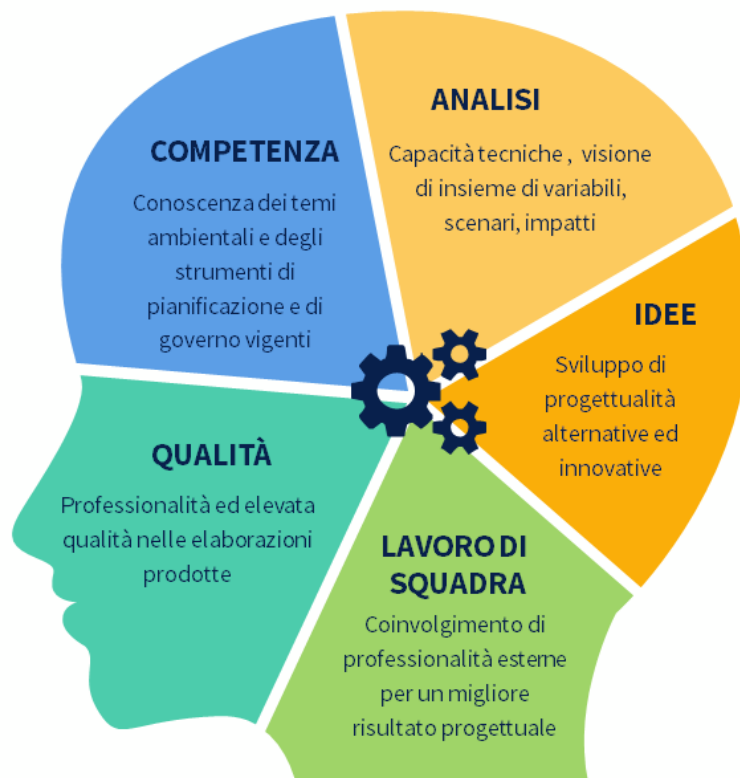 COMPETENZA
Conoscenza dei temi
ambientali e degli
strumenti di
pianificazione e di
governo vigenti
ANALISI
Capacità tecniche , visione
di insieme di variabili,
scenari, impatti
IDEE
Sviluppo di
progettualità
alternative ed
innovative
QUALITÀ
Professionalità ed elevata
qualità nelle elaborazioni
prodotte
LAVORO DI
SQUADRA
Coinvolgimento di
professionalità esterne
per un migliore
risultato progettuale